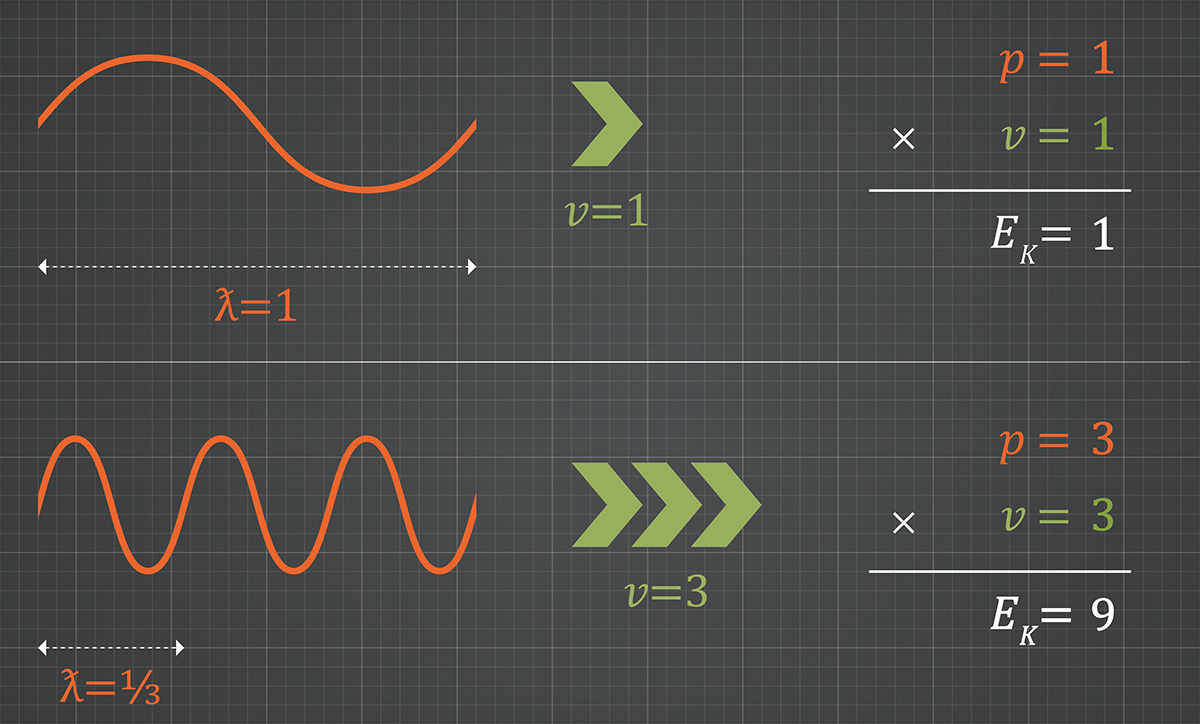 p = 1
× v = 1
v=1
E_K= 1
ƛ=1
p = 3
× v = 3
v=3
E_K= 9
ƛ=⅓